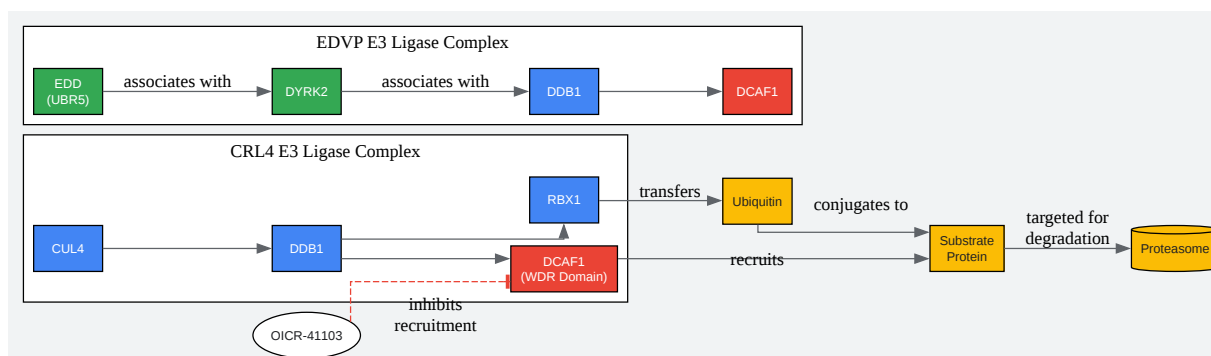 EDVP E3 Ligase Complex
EDD
(UBR5)
associates with
DYRK2
associates with
DDB1
DCAF1
CRL4 E3 Ligase Complex
CUL4
DDB1
RBX1
DCAF1
(WDR Domain)
transfers
Ubiquitin
conjugates to
recruits
Substrate
Protein
targeted for
degradation
Proteasome
inhibits
recruitment
OICR-41103